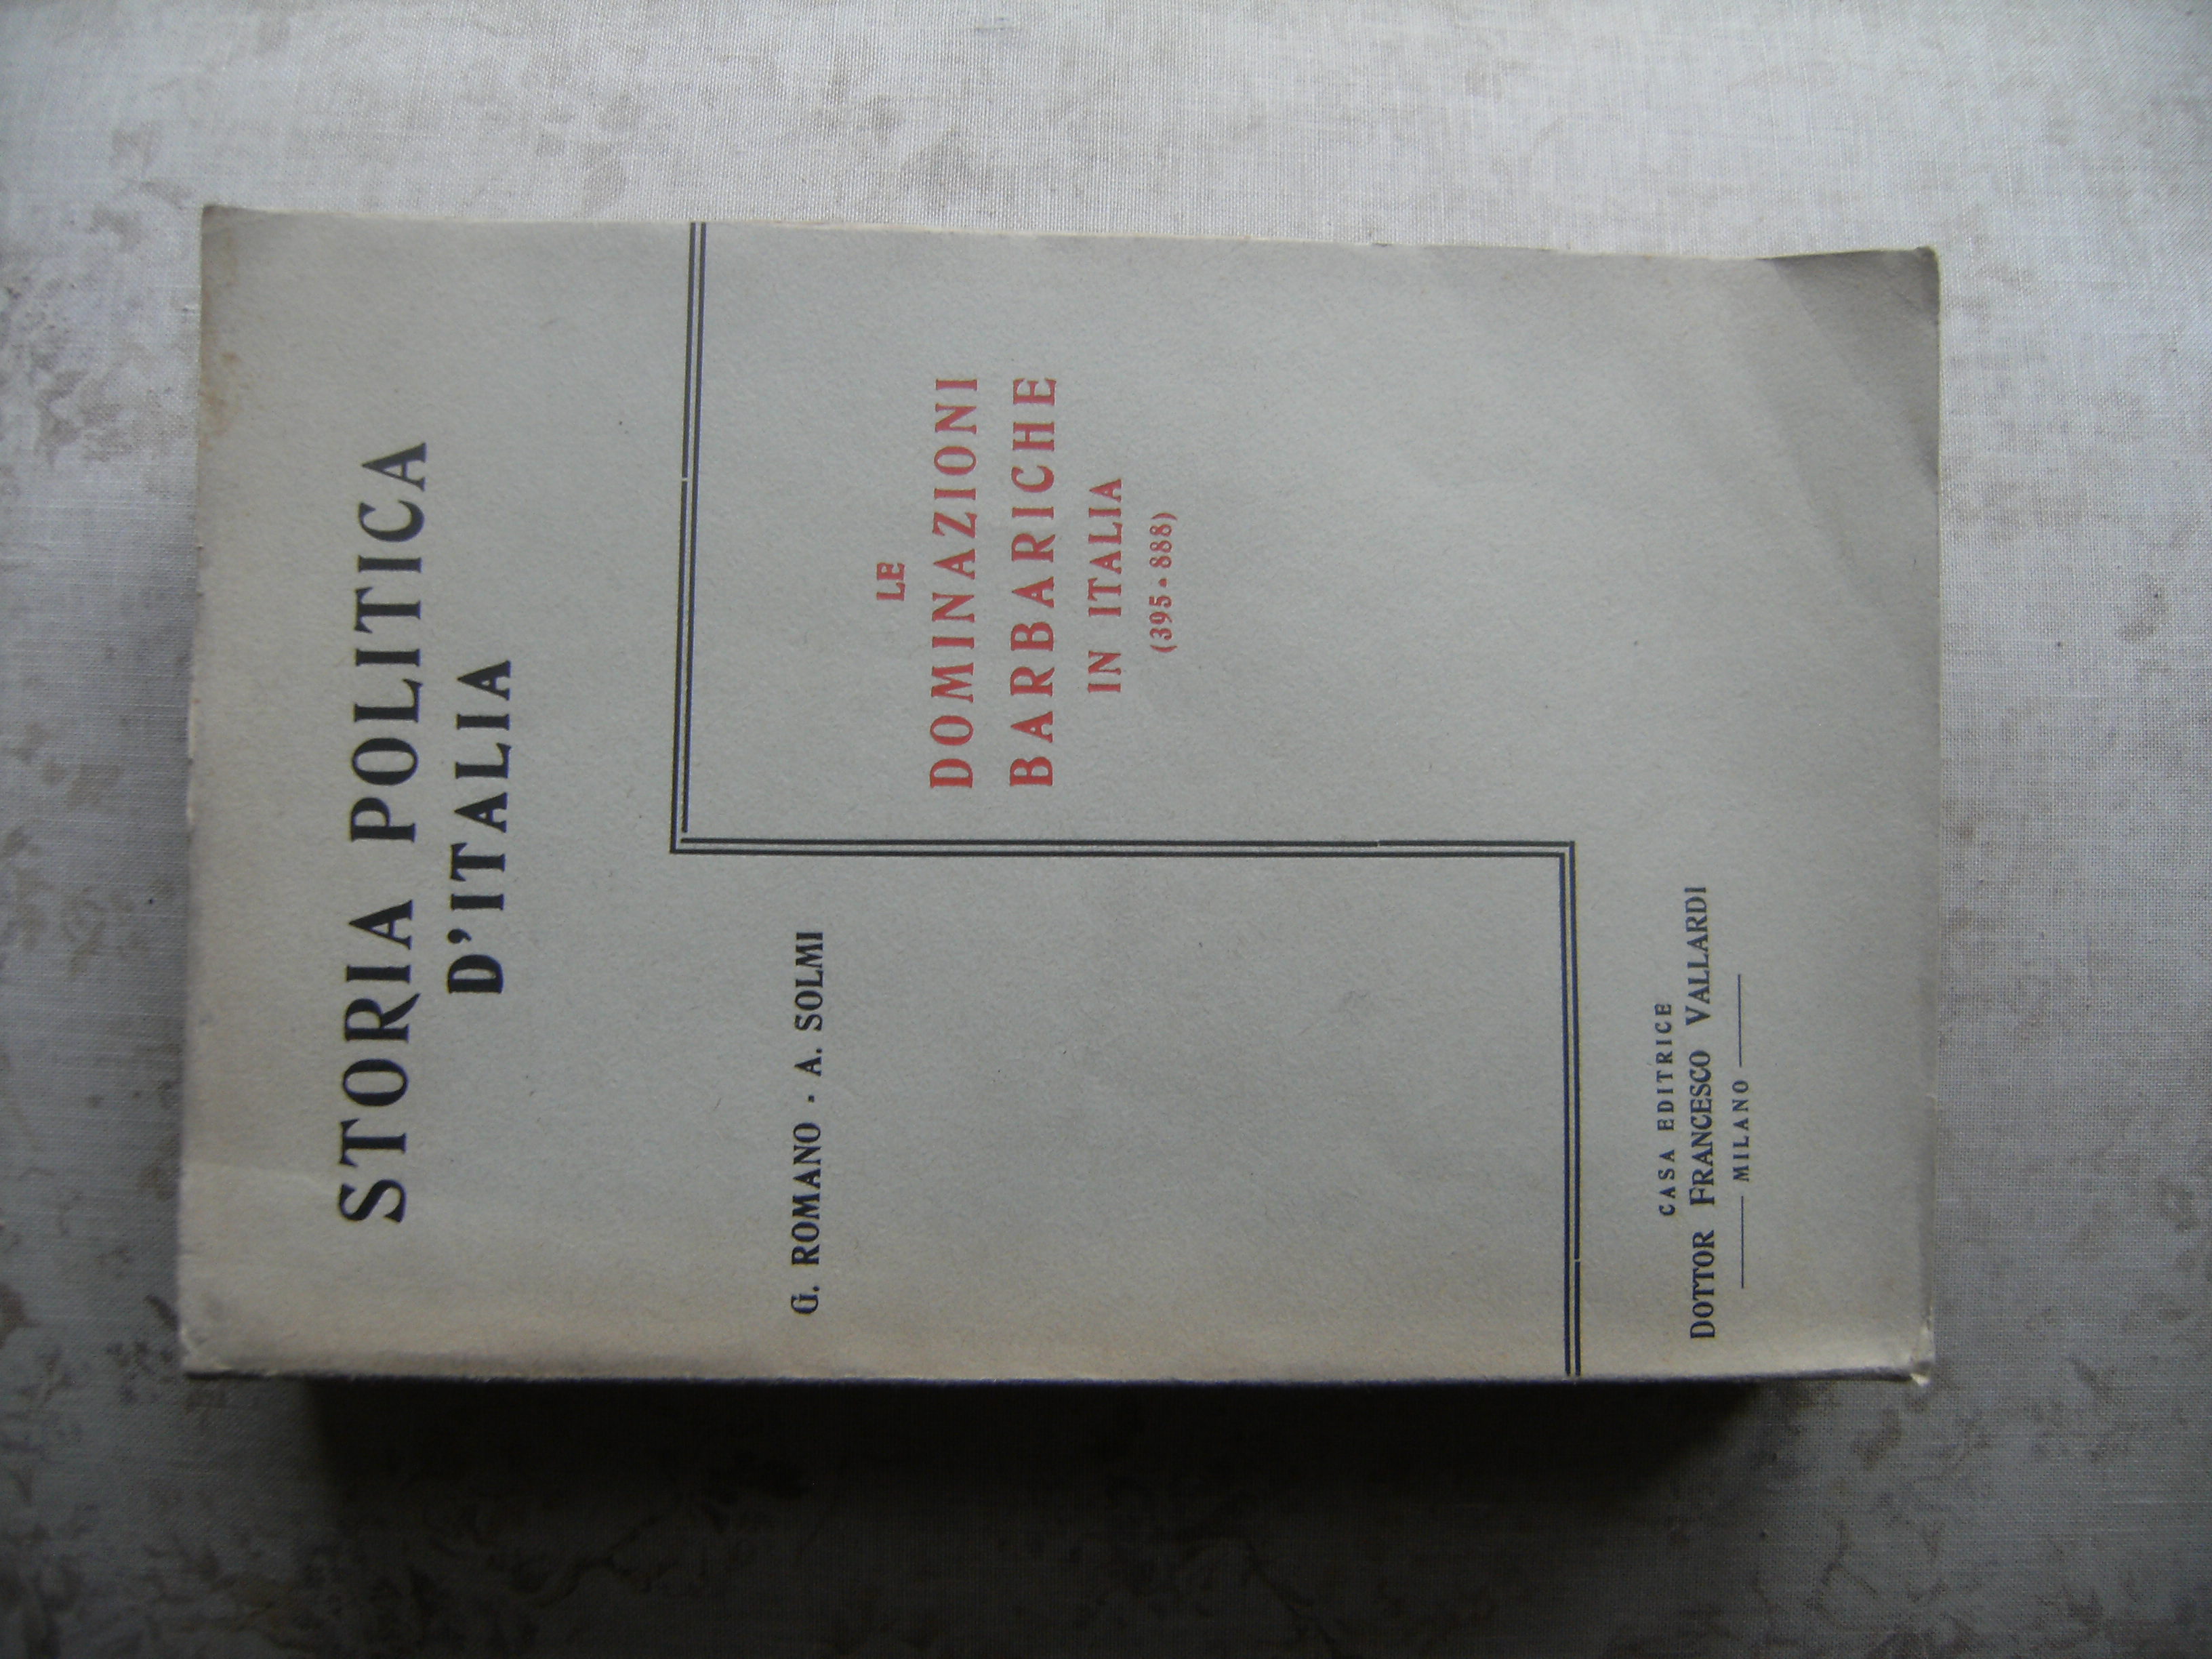 STORIA POLITICA
D'ITALIA
G. ROMANO - A. SOLMI
LE
DOMINAZIONI
BARBARICHE
IN ITALIA
(395-888)
CASA EDITRICE
DOTTOR FRANCESCO VALLARDI
MILANO